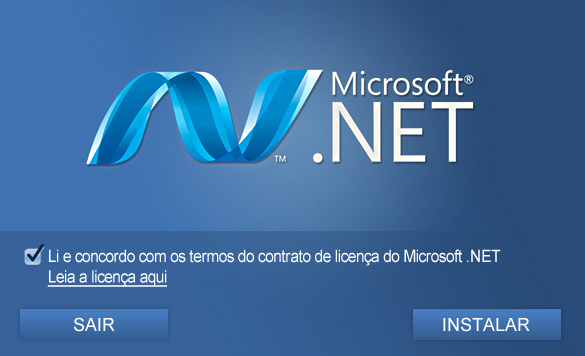 Microsoft®
.NET
™
Li e concordo com os termos do contrato de licença do Microsoft .NET
Leia a licença aqui
SAIR
INSTALAR